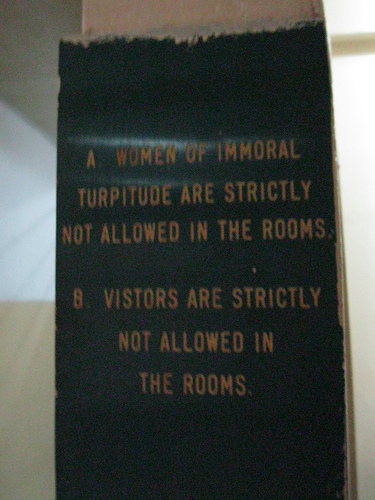 A. WOMEN OF IMMORAL
TURPITUDE ARE STRICTLY
NOT ALLOWED IN THE ROOMS.
B. VISTORS ARE STRICTLY
NOT ALLOWED IN
THE ROOMS.